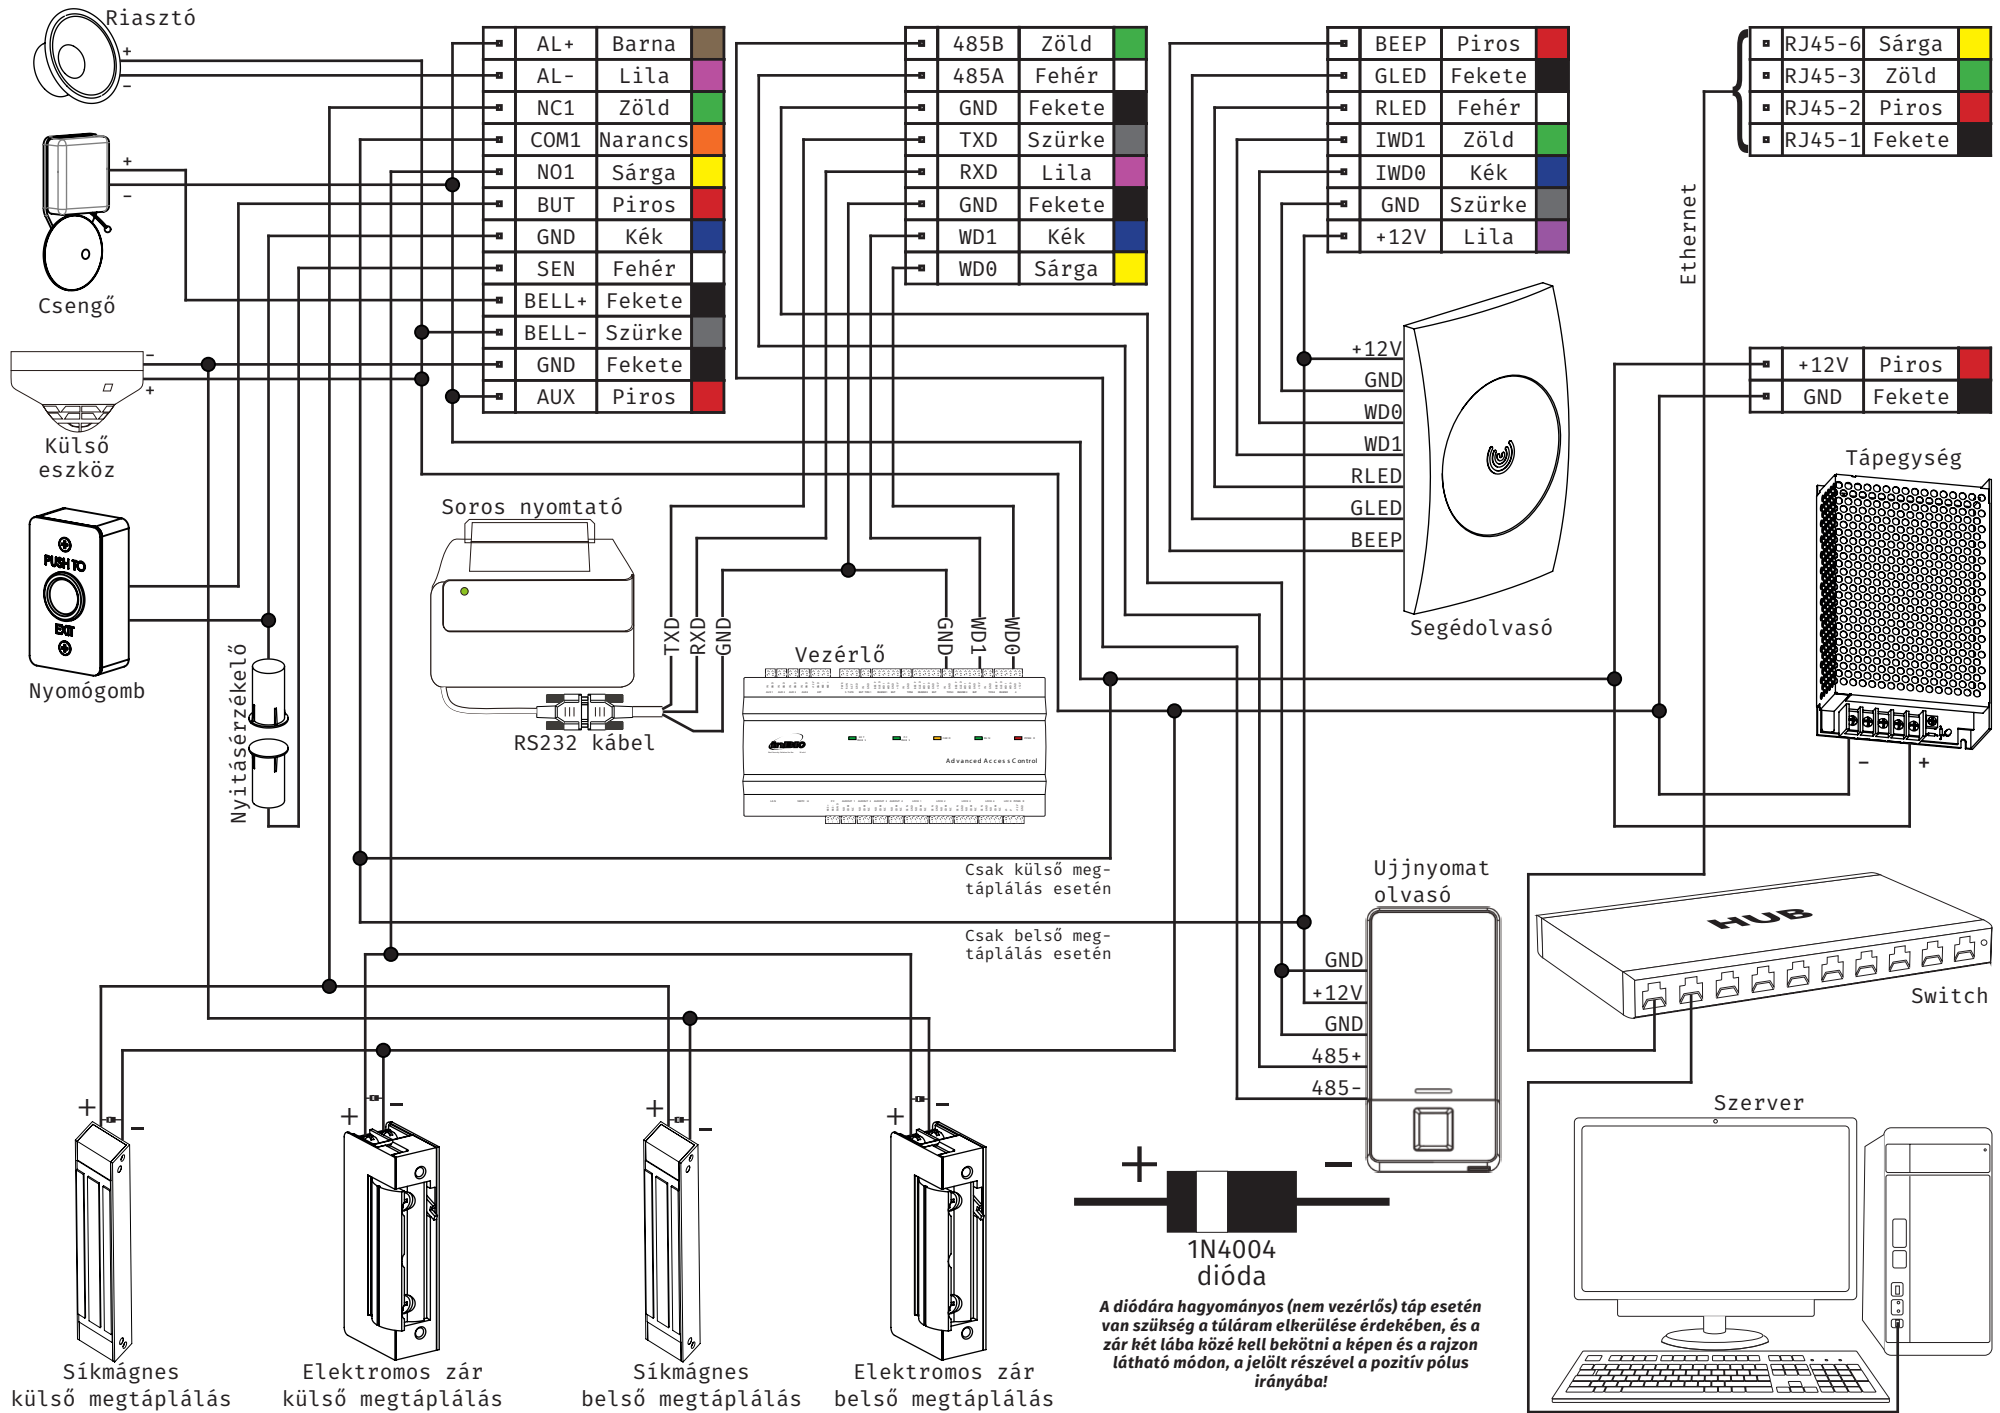 Riasztó
+
-
Csengő
+
-
Külső
eszköz
-
+
PUSH TO
EXIT
Nyomógomb
Nyitáserzékelő
AL+ Barna
AL- Lila
NC1 Zöld
COM1 Narancs
NO1 Sárga
BUT Piros
GND Kék
SEN Fehér
BELL+ Fekete
BELL- Szürke
GND Fekete
AUX Piros
485B Zöld
485A Fehér
GND Fekete
TXD Szürke
RXD Lila
GND Fekete
WD1 Kék
WD0 Sárga
BEEP Piros
GLED Fekete
RLED Fehér
IWD1 Zöld
IWD0 Kék
GND Szürke
+12V Lila
RJ45-6 Sárga
RJ45-3 Zöld
RJ45-2 Piros
RJ45-1 Fekete
Ethernet
+12V Piros
GND Fekete
Tápegység
- +
+12V
GND
WD0
WD1
RLED
GLED
BEEP
Segédolvasó
Soros nyomtató
TXD
RXD
GND
RS232 kábel
Vezérlő
GND
WD1
WD0
Advanced Access Control
Csak külső meg-
táplálás esetén
Csak belső meg-
táplálás esetén
Ujjnyomat
olvasó
GND
+12V
GND
485+
485-
HUB
Switch
Szerver
+ -
Síkmágnes
külső megtáplálás
+ -
Elektromos zár
külső megtáplálás
+ -
Síkmágnes
belső megtáplálás
+ -
Elektromos zár
belső megtáplálás
+ -
1N4004
dióda
A diódára hagyományos (nem vezérlős) táp esetén
van szükség a túláram elkerülése érdekében, és a
zár két lába közé kell bekötni a képen és a rajzon
látható módon, a jelölt részével a pozitív pólus
irányába!